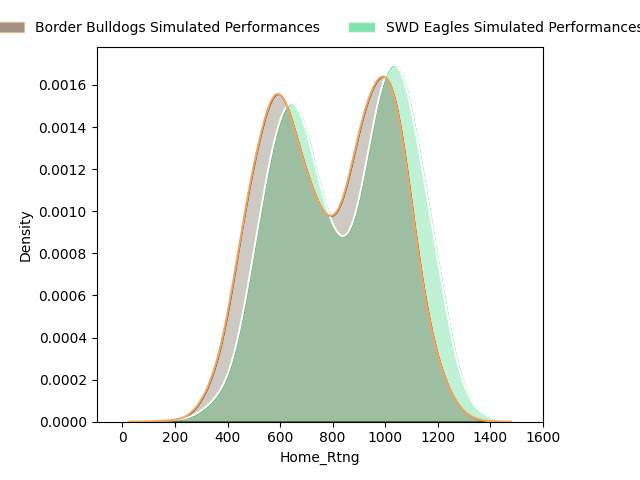 Border Bulldogs Simulated Performances SWD Eagles Simulated Performances
0.0016
0.0014
0.0012
0.0010
0.0008
0.0006
0.0004
0.0002
0.0000
Density
0 200 400 600 800 1000 1200 1400 1600
Home_Rtng